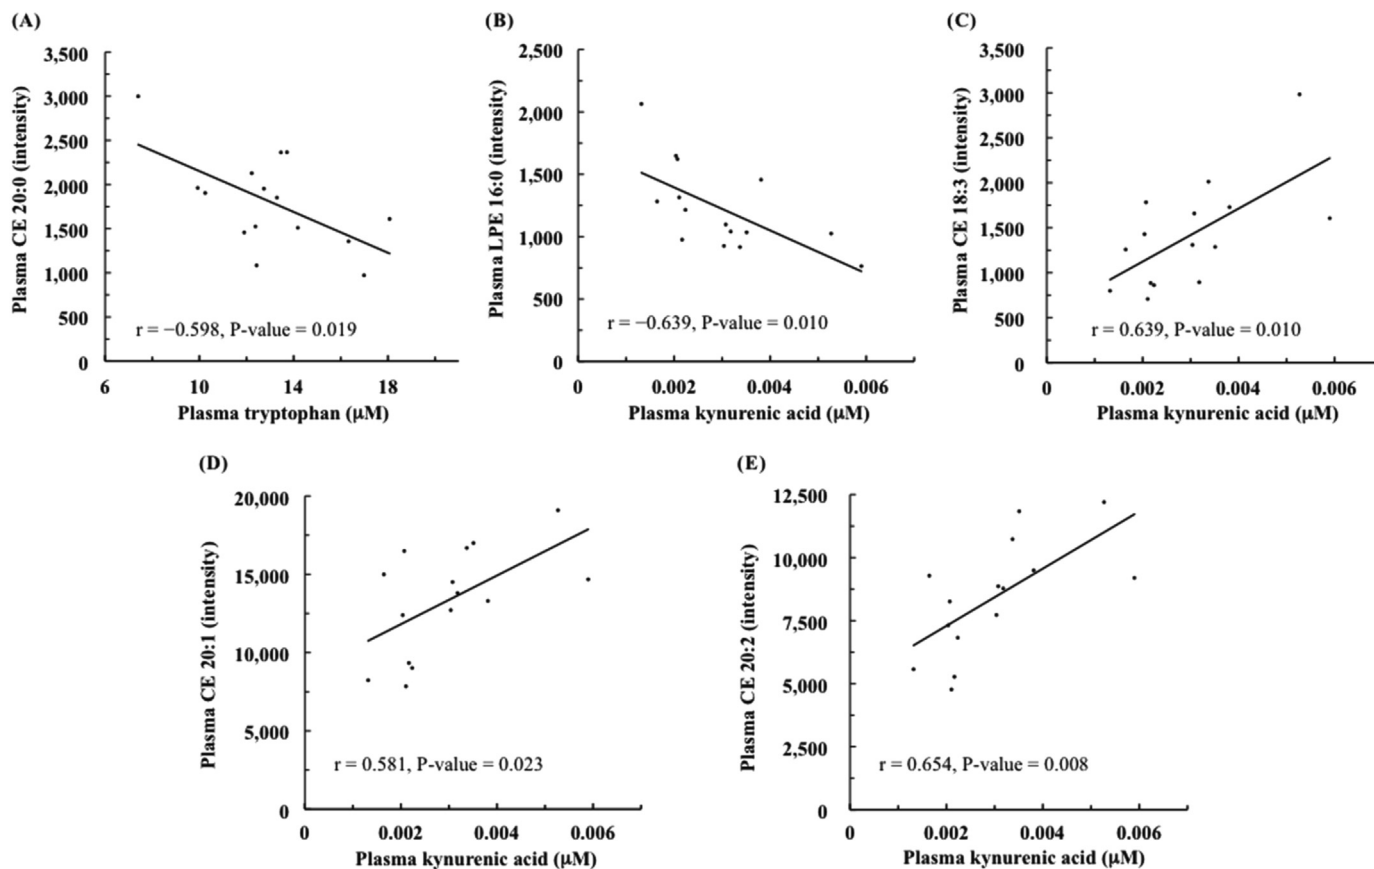 (A)
3,500
3,000
2,500
2,000
1,500
1,000
500
0
Plasma CE 20:0 (intensity)
r = −0.598, P-value = 0.019
6 10 14 18
Plasma tryptophan (µM)
(B)
2,500
2,000
1,500
1,000
500
0
Plasma LPE 16:0 (intensity)
r = −0.639, P-value = 0.010
0 0.002 0.004 0.006
Plasma kynurenic acid (µM)
(C)
3,500
3,000
2,500
2,000
1,500
1,000
500
0
Plasma CE 18:3 (intensity)
r = 0.639, P-value = 0.010
0 0.002 0.004 0.006
Plasma kynurenic acid (µM)
(D)
20,000
15,000
10,000
5,000
0
Plasma CE 20:1 (intensity)
r = 0.581, P-value = 0.023
0 0.002 0.004 0.006
Plasma kynurenic acid (µM)
(E)
12,500
10,000
7,500
5,000
2,500
0
Plasma CE 20:2 (intensity)
r = 0.654, P-value = 0.008
0 0.002 0.004 0.006
Plasma kynurenic acid (µM)